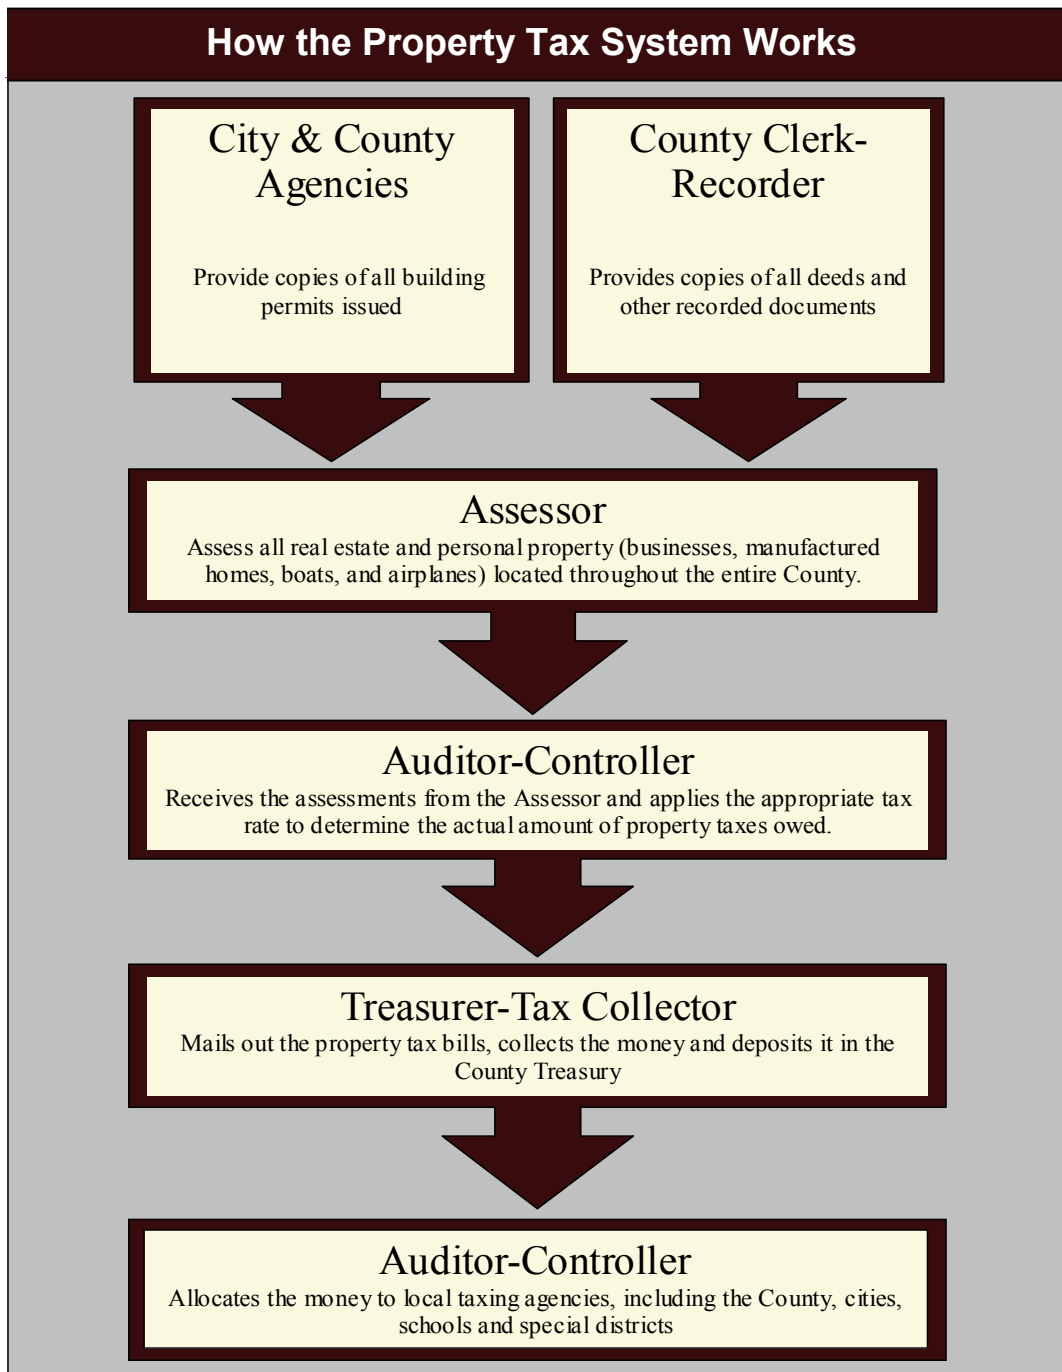 How the Property Tax System Works
City & County
Agencies
Provide copies of all building
permits issued
County Clerk-
Recorder
Provides copies of all deeds and
other recorded documents
Assessor
Assess all real estate and personal property (businesses, manufactured
homes, boats, and airplanes) located throughout the entire County.
Auditor-Controller
Receives the assessments from the Assessor and applies the appropriate tax
rate to determine the actual amount of property taxes owed.
Treasurer-Tax Collector
Mails out the property tax bills, collects the money and deposits it in the
County Treasury
Auditor-Controller
Allocates the money to local taxing agencies, including the County, cities,
schools and special districts